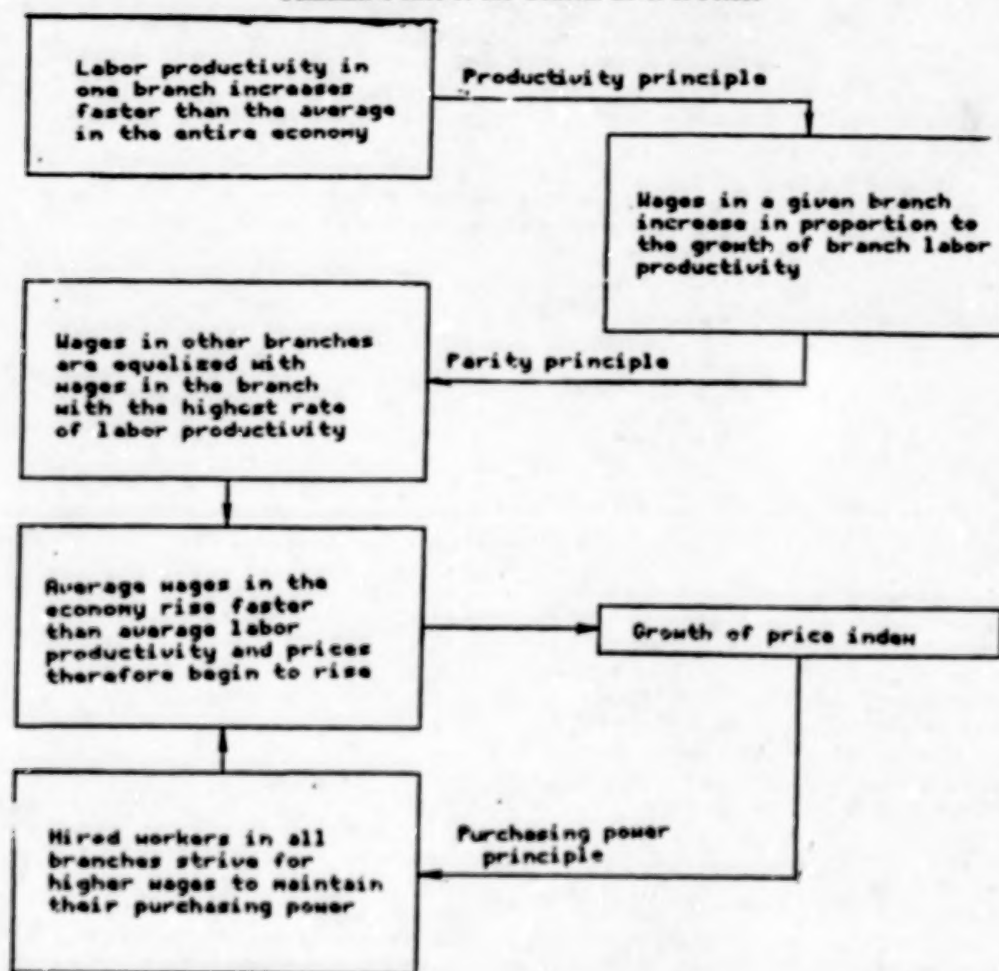 Labor productivity in
one branch increases
faster than the average
in the entire economy
Productivity principle
Wages in a given branch
increase in proportion to
the growth of branch labor
productivity
Wages in other branches
are equalized with
wages in the branch
with the highest rate
of labor productivity
Parity principle
Average wages in the
economy rise faster
than average labor
productivity and prices
therefore begin to rise
Growth of price index
Hired workers in all
branches strive for
higher wages to maintain
their purchasing power
Purchasing power
principle